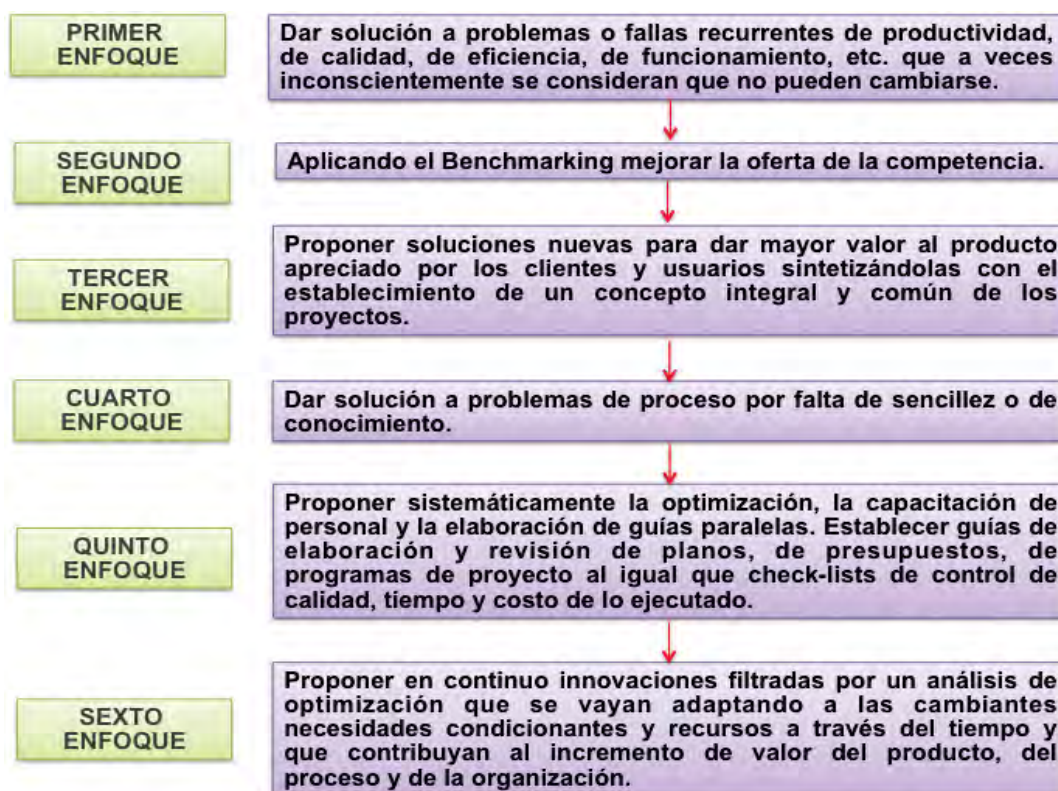 PRIMER
ENFOQUE
Dar solución a problemas o fallas recurrentes de productividad,
de calidad, de eficiencia, de funcionamiento, etc. que a veces
inconscientemente se consideran que no pueden cambiarse.
SEGUNDO
ENFOQUE
Aplicando el Benchmarking mejorar la oferta de la competencia.
TERCER
ENFOQUE
Proponer soluciones nuevas para dar mayor valor al producto
apreciado por los clientes y usuarios sintetizándolas con el
establecimiento de un concepto integral y común de los
proyectos.
CUARTO
ENFOQUE
Dar solución a problemas de proceso por falta de sencillez o de
conocimiento.
QUINTO
ENFOQUE
Proponer sistemáticamente la optimización, la capacitación de
personal y la elaboración de guías paralelas. Establecer guías de
elaboración y revisión de planos, de presupuestos, de
programas de proyecto al igual que check-lists de control de
calidad, tiempo y costo de lo ejecutado.
SEXTO
ENFOQUE
Proponer en continuo innovaciones filtradas por un análisis de
optimización que se vayan adaptando a las cambiantes
necesidades condicionantes y recursos a través del tiempo y
que contribuyan al incremento de valor del producto, del
proceso y de la organización.